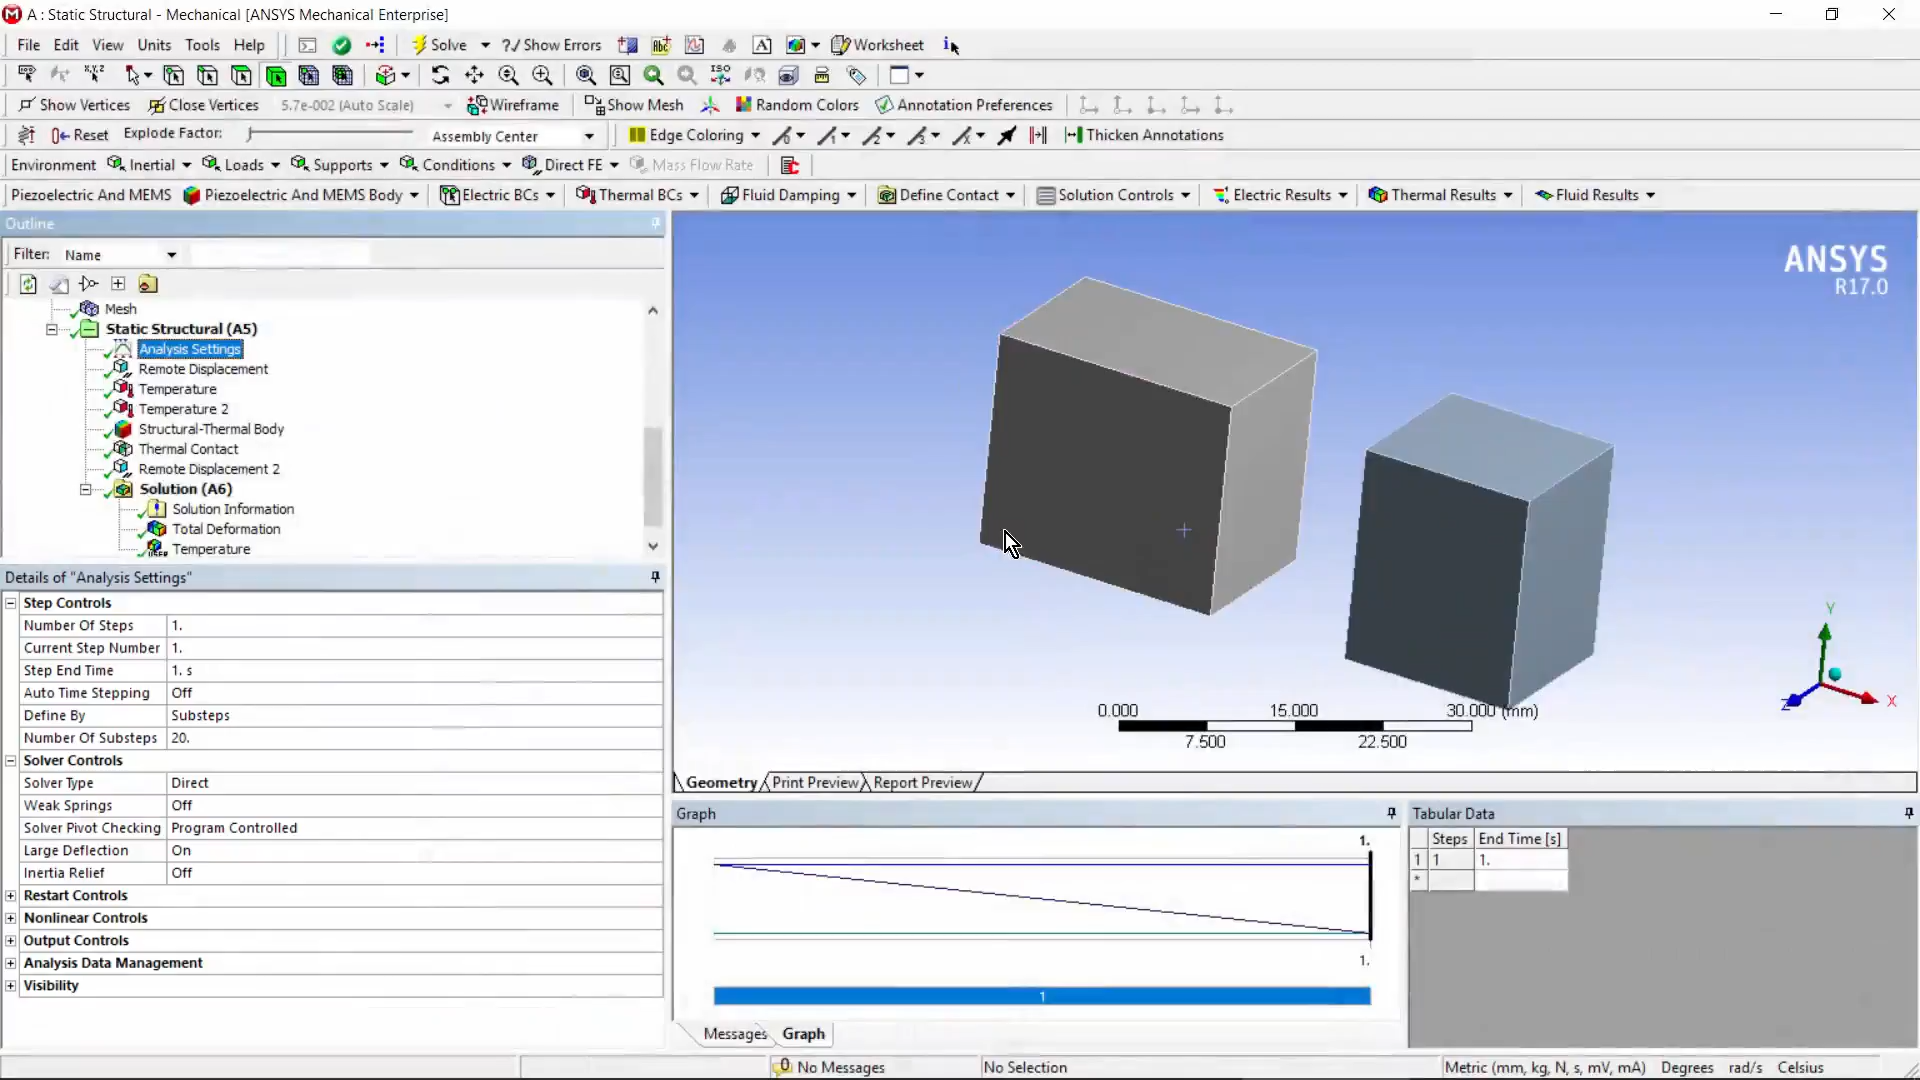 A : Static Structural - Mechanical [ANSYS Mechanical Enterprise]
File Edit View Units Tools Help Solve ?/ Show Errors Worksheet
Show Vertices Close Vertices 5.7e-002 (Auto Scale) Wireframe Show Mesh Random Colors Annotation Preferences
Reset Explode Factor: Assembly Center Edge Coloring Thicken Annotations
Environment Inertial Loads Supports Conditions Direct FE Mass Flow Rate
Piezoelectric And MEMS Piezoelectric And MEMS Body Electric BCs Thermal BCs Fluid Damping Define Contact Solution Controls Electric Results Thermal Results Fluid Results
Outline
Filter: Name
Mesh
Static Structural (A5)
Analysis Settings
Remote Displacement
Temperature
Temperature 2
Structural-Thermal Body
Thermal Contact
Remote Displacement 2
Solution (A6)
Solution Information
Total Deformation
Temperature
Details of "Analysis Settings"
Step Controls
Number Of Steps 1.
Current Step Number 1.
Step End Time 1. s
Auto Time Stepping Off
Define By Substeps
Number Of Substeps 20.
Solver Controls
Solver Type Direct
Weak Springs Off
Solver Pivot Checking Program Controlled
Large Deflection On
Inertia Relief Off
Restart Controls
Nonlinear Controls
Output Controls
Analysis Data Management
Visibility
ANSYS
R17.0
Y
X
Z
0.000 15.000 30.000 (mm)
7.500 22.500
Geometry Print Preview Report Preview
Graph
1.
1.
1
Messages Graph
Tabular Data
Steps End Time [s]
1 1 1.
*
0 No Messages No Selection Metric (mm, kg, N, s, mV, mA) Degrees rad/s Celsius